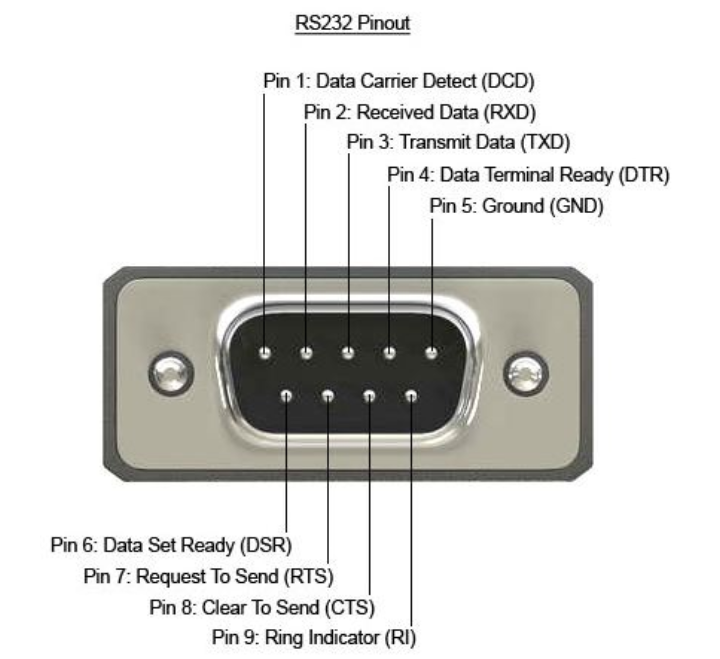 RS232 Pinout
Pin 1: Data Carrier Detect (DCD)
Pin 2: Received Data (RXD)
Pin 3: Transmit Data (TXD)
Pin 4: Data Terminal Ready (DTR)
Pin 5: Ground (GND)
Pin 6: Data Set Ready (DSR)
Pin 7: Request To Send (RTS)
Pin 8: Clear To Send (CTS)
Pin 9: Ring Indicator (RI)